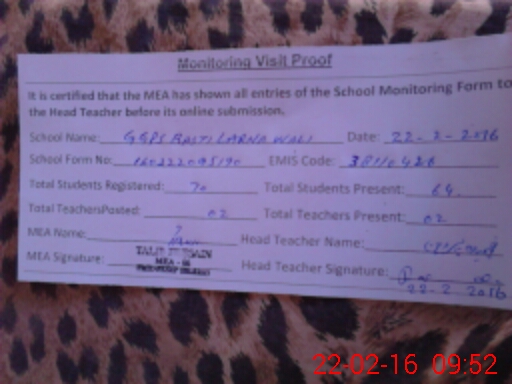 Monitoring Visit Proof
It is certified that the MEA has shown all entries of the School Monitoring Form to
the Head Teacher before its online submission.
School Name: GGPS BASTI LARNA WALI Date: 22-2-2016
School Form No: EMIS Code:
Total Students Registered: 70 Total Students Present: 64
Total TeachersPosted: 02 Total Teachers Present: 02
MEA Name: Head Teacher Name:
MEA Signature: Head Teacher Signature:
22-2 2016
22-02-16 09:52